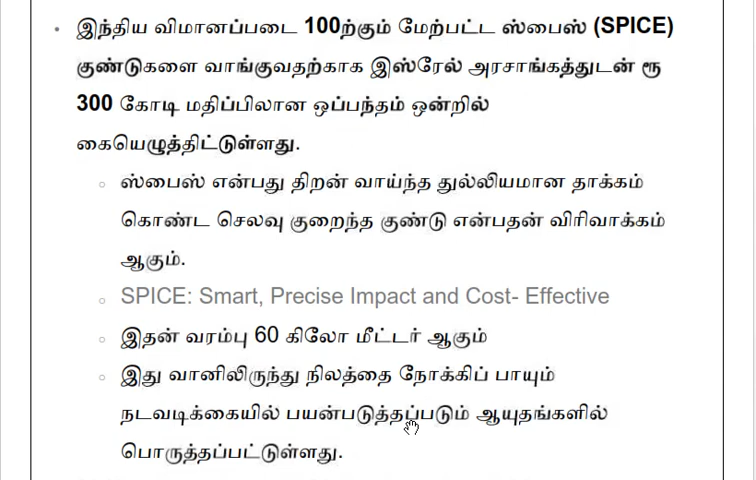 இந்திய விமானப்படை 100ற்கும் மேற்பட்ட ஸ்பைஸ் (SPICE)
குண்டுகளை வாங்குவதற்காக இஸ்ரேல் அரசாங்கத்துடன் ரூ
300 கோடி மதிப்பிலான ஒப்பந்தம் ஒன்றில்
கையெழுத்திட்டுள்ளது.
ஸ்பைஸ் என்பது திறன் வாய்ந்த துல்லியமான தாக்கம்
கொண்ட செலவு குறைந்த குண்டு என்பதன் விரிவாக்கம்
ஆகும்.
SPICE: Smart, Precise Impact and Cost- Effective
இதன் வரம்பு 60 கிலோ மீட்டர் ஆகும்
இது வானிலிருந்து நிலத்தை நோக்கிப் பாயும்
நடவடிக்கையில் பயன்படுத்தப்படும் ஆயுதங்களில்
பொருத்தப்பட்டுள்ளது.